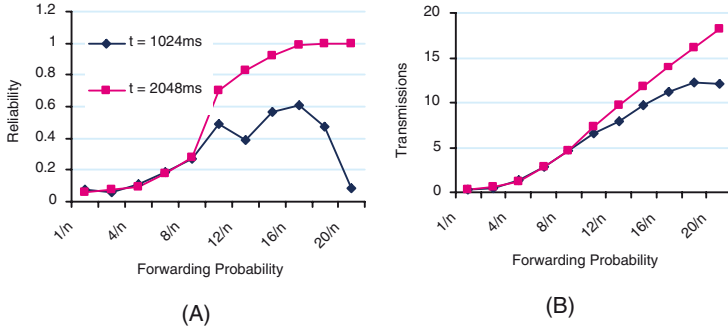 1.2
1
0.8
0.6
0.4
0.2
0
Reliability
t = 1024ms
t = 2048ms
1/n
4/n
8/n
12/n
16/n
20/n
Forwarding Probability
(A)
20
15
10
5
0
Transmissions
1/n
4/n
8/n
12/n
16/n
20/n
Forwarding Probability
(B)